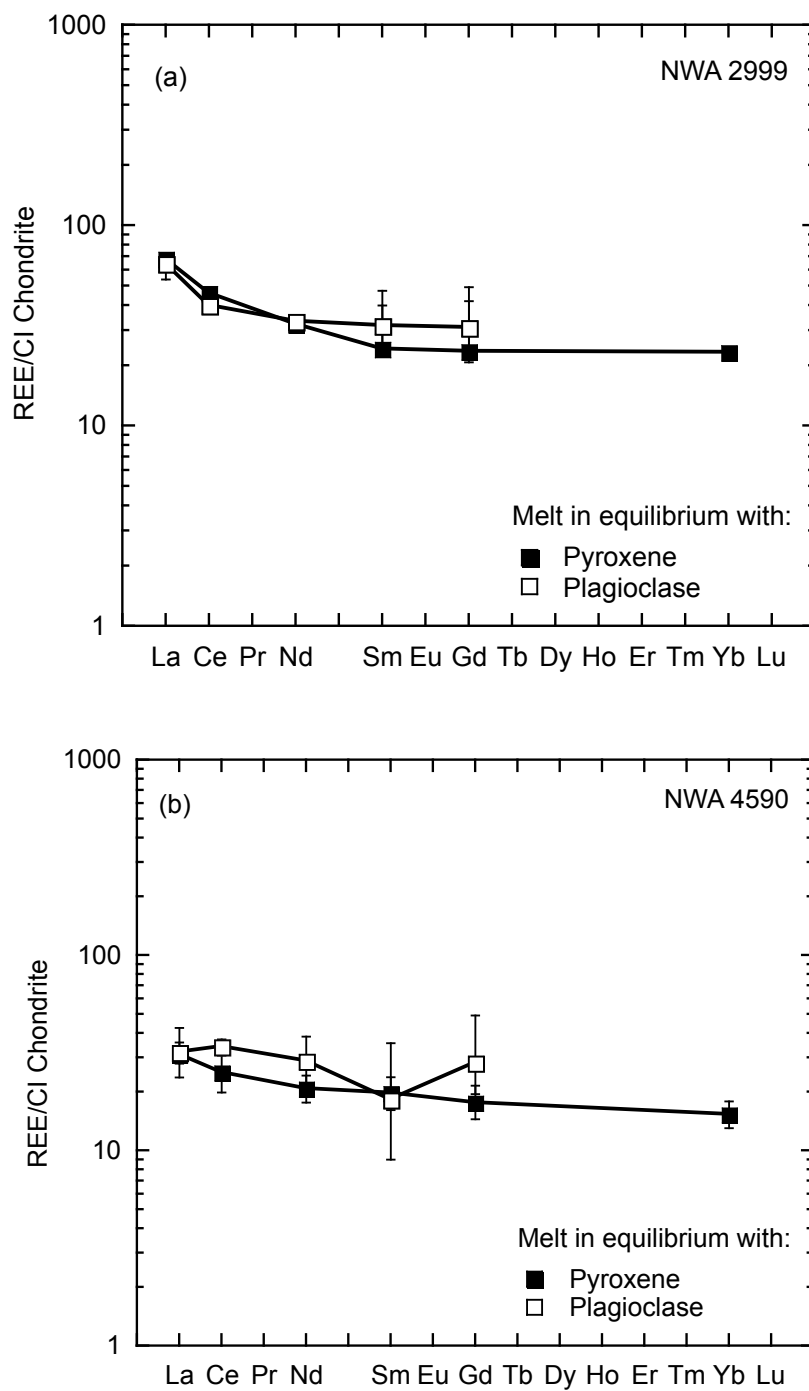 1000
(a)
NWA 2999
100
REE/CI Chondrite
10
Melt in equilibrium with:
Pyroxene
Plagioclase
1
La Ce Pr Nd Sm Eu Gd Tb Dy Ho Er Tm Yb Lu
1000
(b)
NWA 4590
100
REE/CI Chondrite
10
Melt in equilibrium with:
Pyroxene
Plagioclase
1
La Ce Pr Nd Sm Eu Gd Tb Dy Ho Er Tm Yb Lu